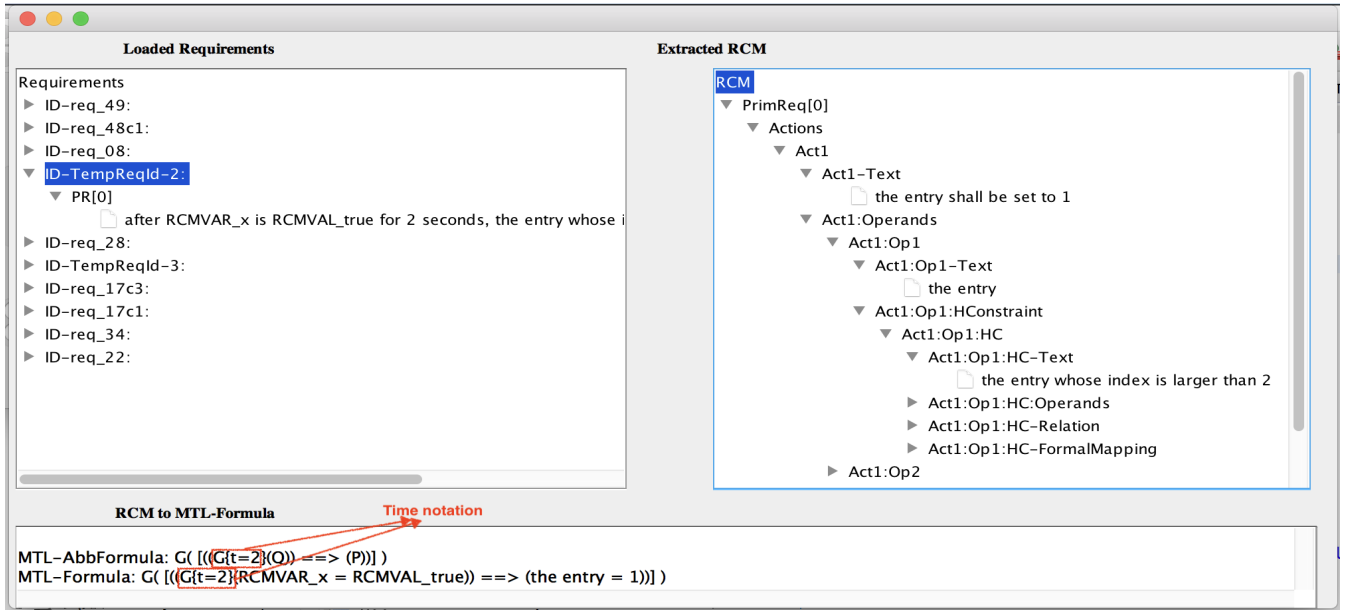 Loaded Requirements
Extracted RCM
Requirements
ID-req_49:
ID-req_48c1:
ID-req_08:
ID-TempReqId-2:
PR[0]
after RCMVAR_x is RCMVAL_true for 2 seconds, the entry whose i
ID-req_28:
ID-TempReqId-3:
ID-req_17c3:
ID-req_17c1:
ID-req_34:
ID-req_22:
RCM
PrimReq[0]
Actions
Act1
Act1-Text
the entry shall be set to 1
Act1:Operands
Act1:Op1
Act1:Op1-Text
the entry
Act1:Op1:HConstraint
Act1:Op1:HC
Act1:Op1:HC-Text
the entry whose index is larger than 2
Act1:Op1:HC:Operands
Act1:Op1:HC-Relation
Act1:Op1:HC-FormalMapping
Act1:Op2
RCM to MTL-Formula
Time notation
MTL-AbbFormula: G( [((G{t=2}(Q)) ==> (P))] )
MTL-Formula: G( [((G{t=2}(RCMVAR_x = RCMVAL_true)) ==> (the entry = 1))] )